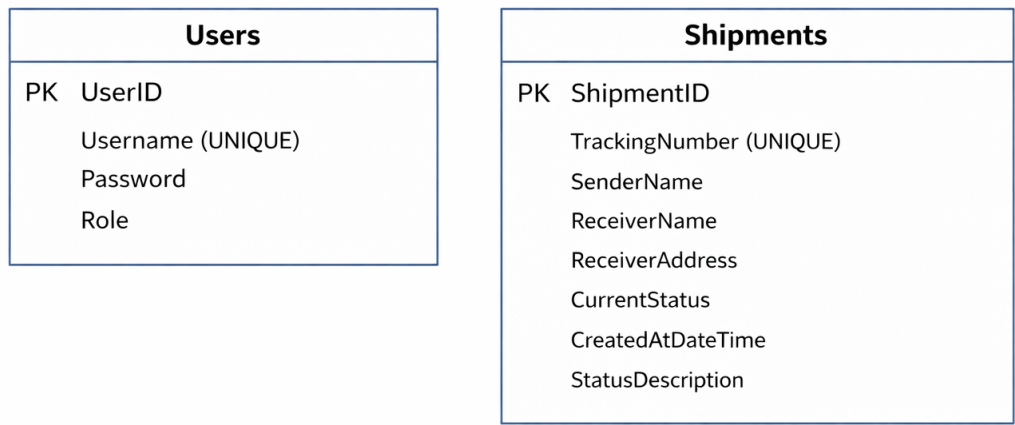 Users
PK UserID
Username (UNIQUE)
Password
Role
Shipments
PK ShipmentID
TrackingNumber (UNIQUE)
SenderName
ReceiverName
ReceiverAddress
CurrentStatus
CreatedAtDateTime
StatusDescription